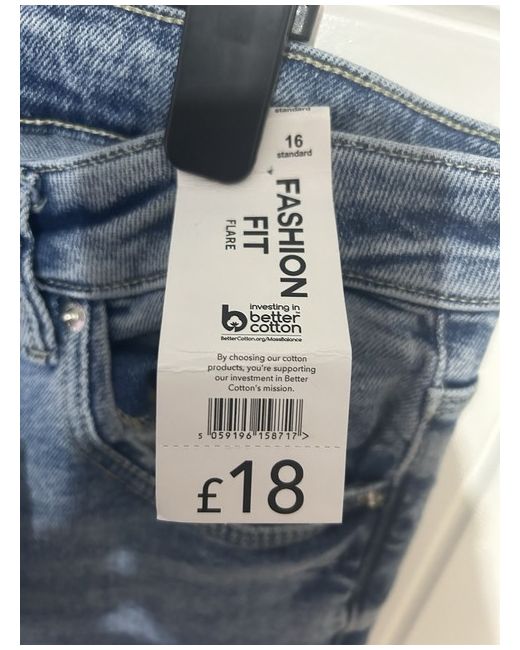 standard
16
standard
FASHION
FIT
FLARE
investing in
better
cotton™
BetterCotton.org/MassBalance
By choosing our cotton
products, you're supporting
our investment in Better
Cotton's mission.
5 059196 158717 >
£18